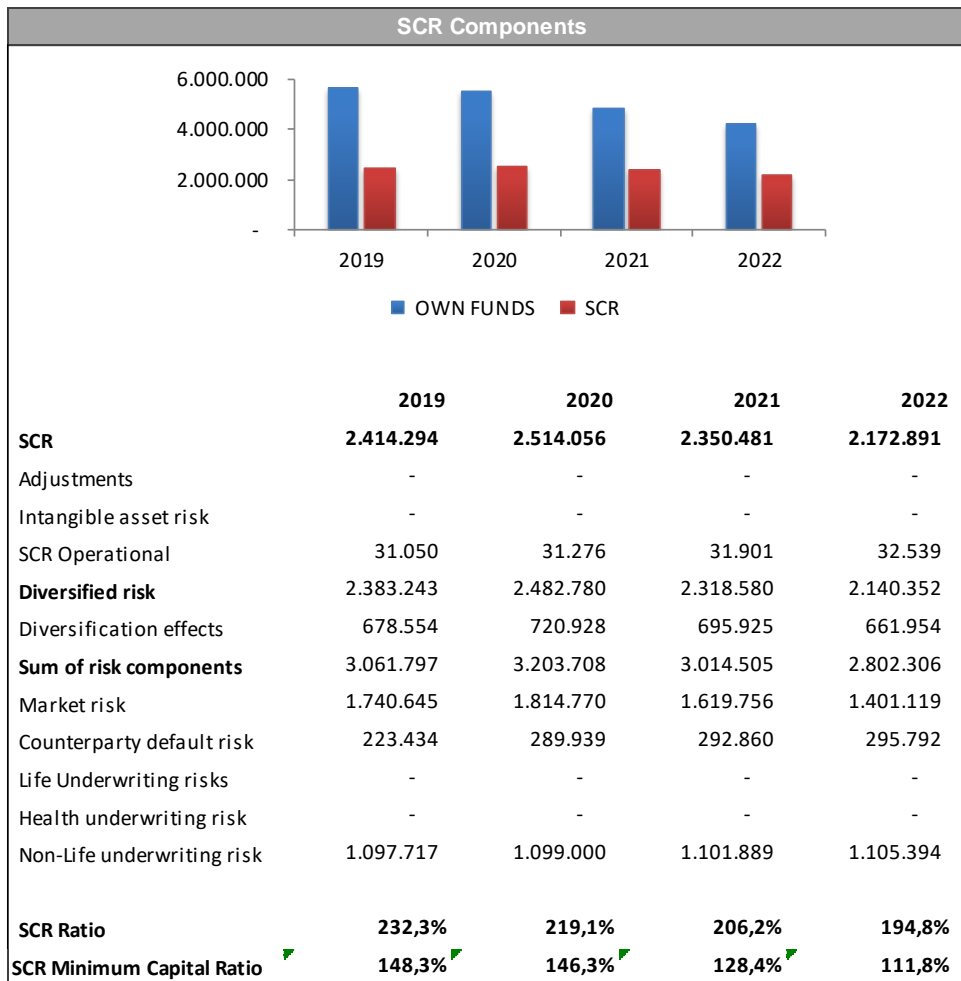 SCR Components
6.000.000
4.000.000
2.000.000
-
2019 2020 2021 2022
OWN FUNDS SCR
2019 2020 2021 2022
SCR 2.414.294 2.514.056 2.350.481 2.172.891
Adjustments - - - -
Intangible asset risk - - - -
SCR Operational 31.050 31.276 31.901 32.539
Diversified risk 2.383.243 2.482.780 2.318.580 2.140.352
Diversification effects 678.554 720.928 695.925 661.954
Sum of risk components 3.061.797 3.203.708 3.014.505 2.802.306
Market risk 1.740.645 1.814.770 1.619.756 1.401.119
Counterparty default risk 223.434 289.939 292.860 295.792
Life Underwriting risks - - - -
Health underwriting risk - - - -
Non-Life underwriting risk 1.097.717 1.099.000 1.101.889 1.105.394
SCR Ratio 232,3% 219,1% 206,2% 194,8%
SCR Minimum Capital Ratio 148,3% 146,3% 128,4% 111,8%